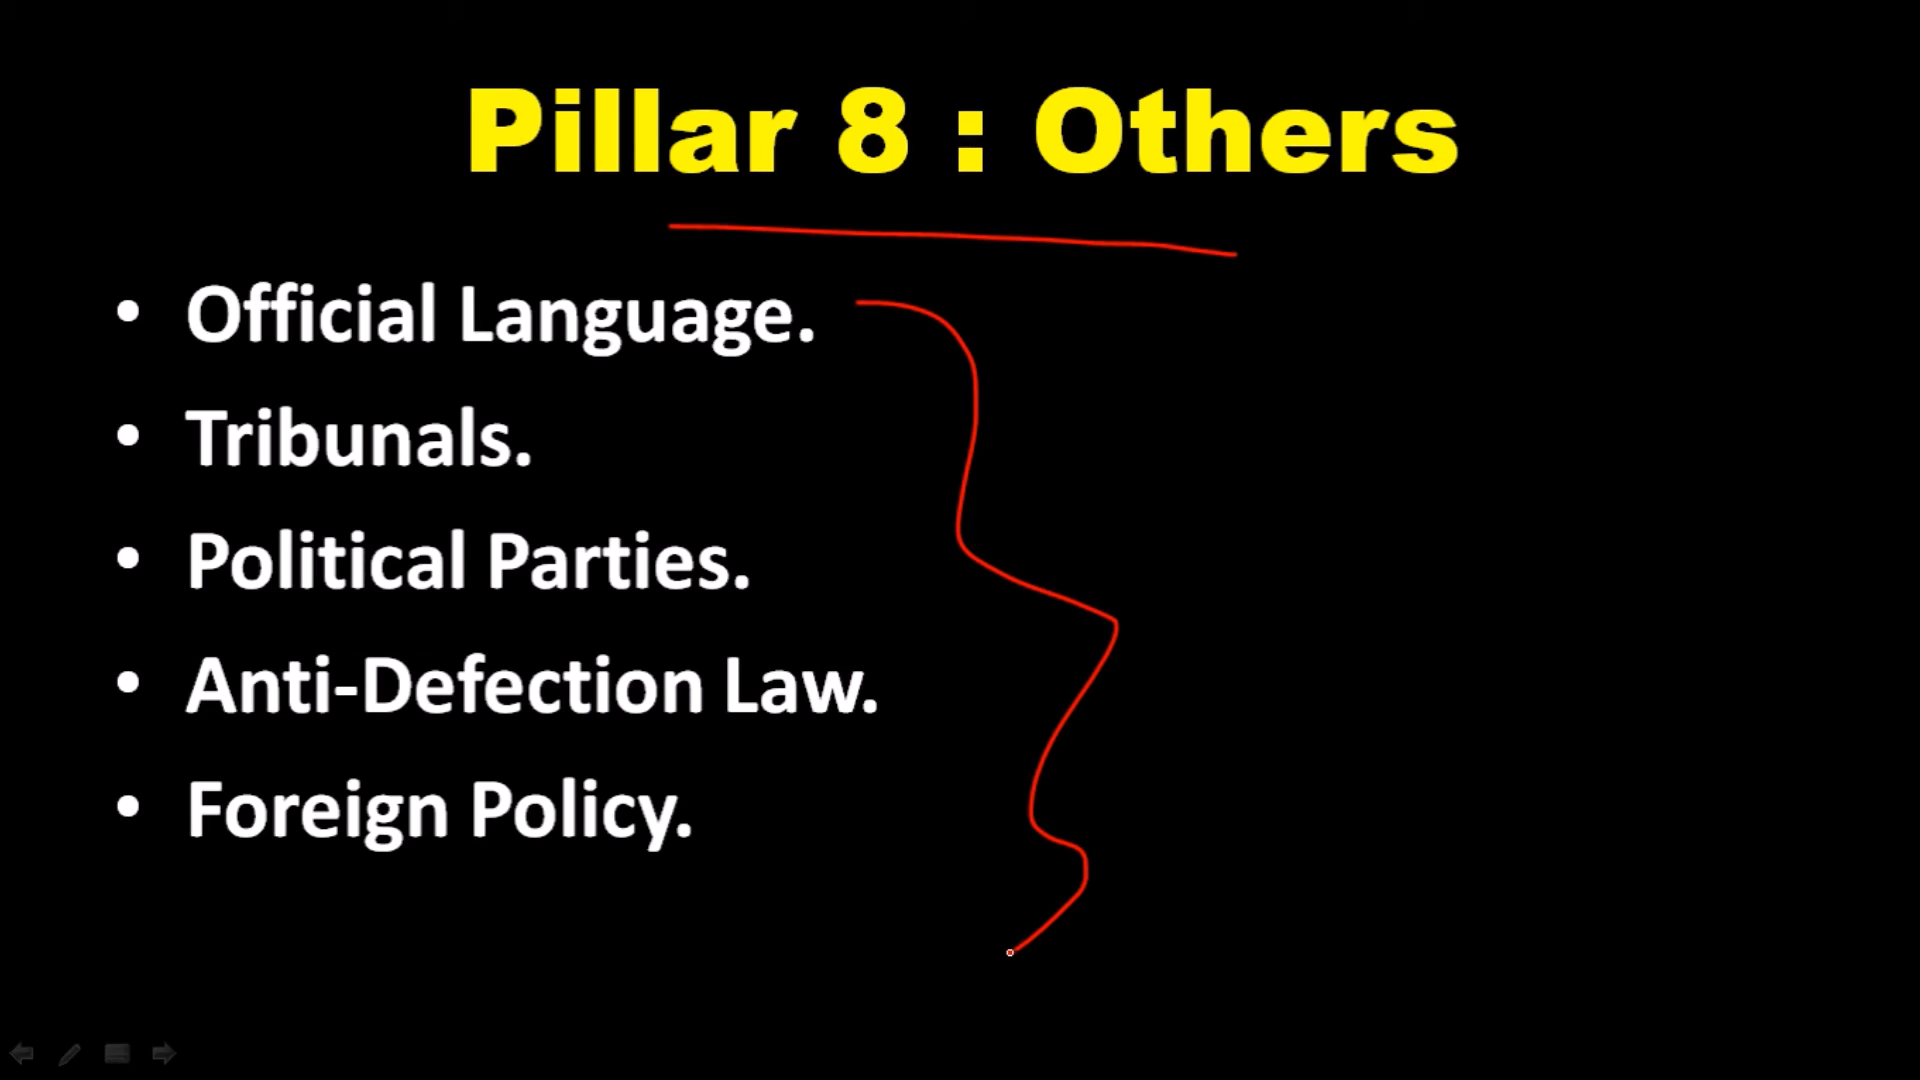 Pillar 8 : Others
• Official Language.
• Tribunals.
• Political Parties.
• Anti-Defection Law.
• Foreign Policy.